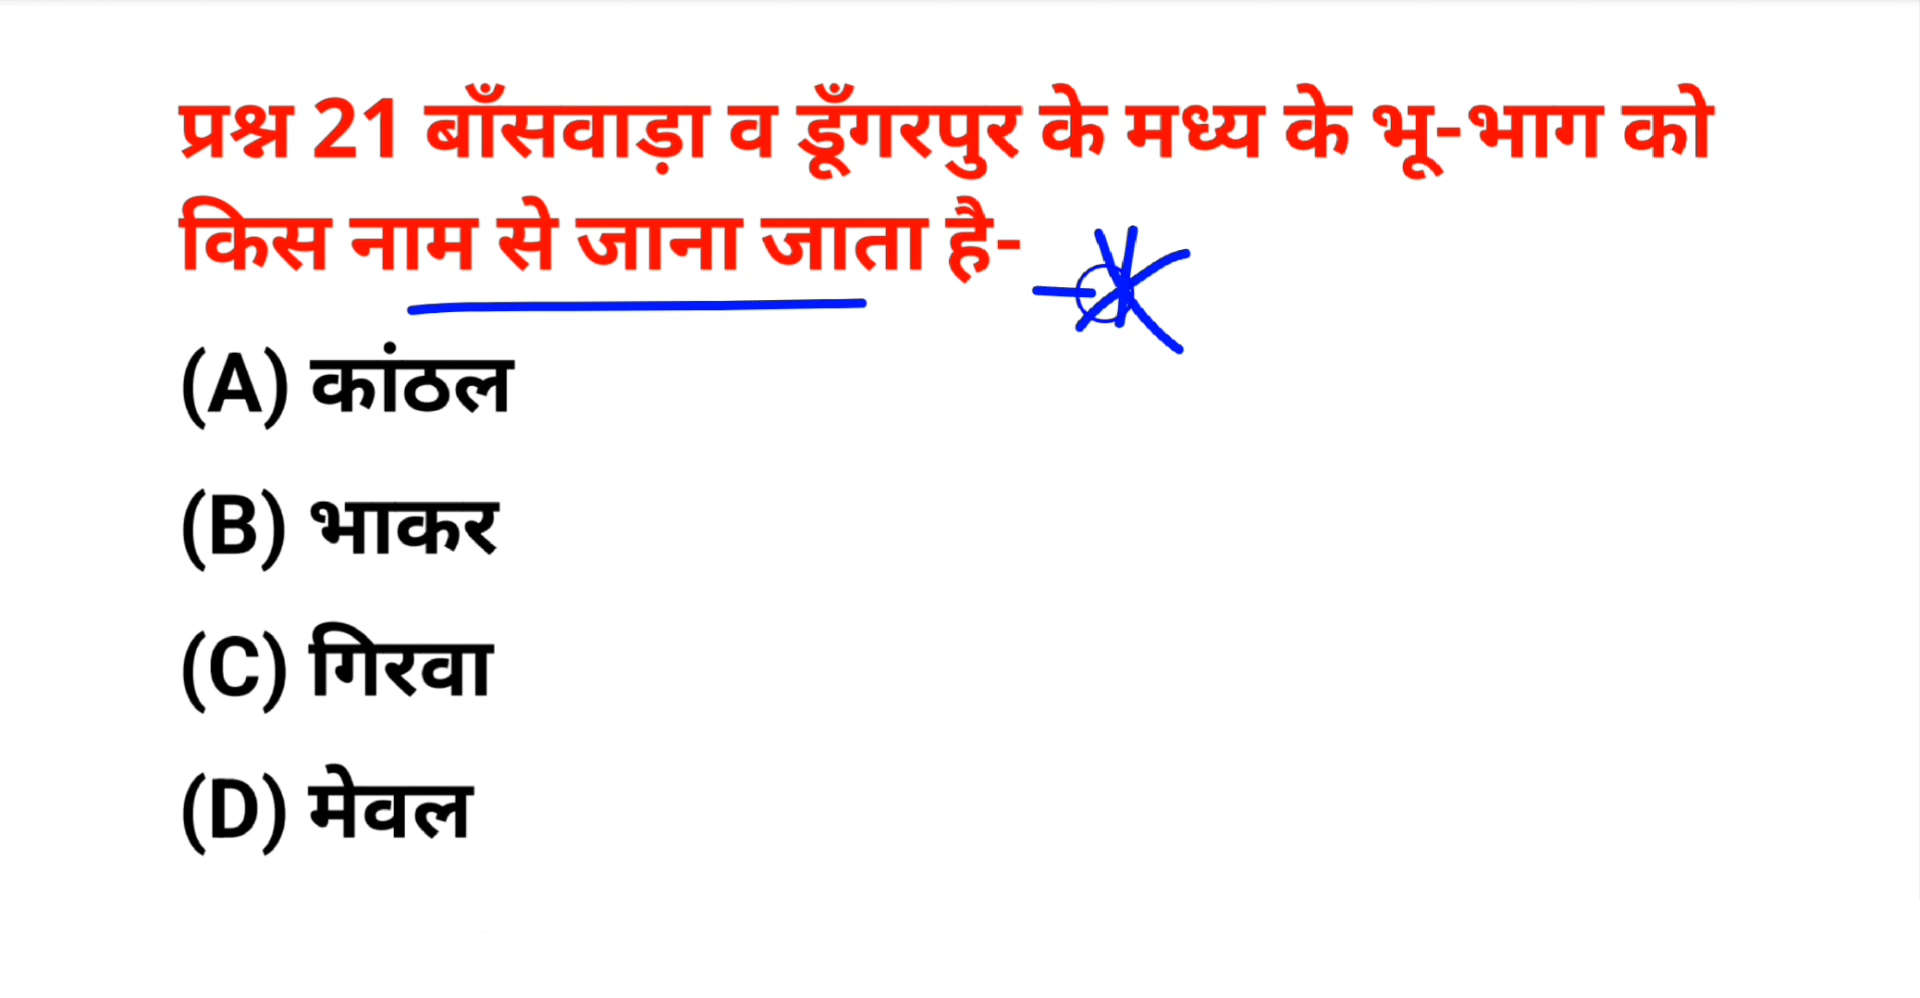 प्रश्न 21 बाँसवाड़ा व डूँगरपुर के मध्य के भू-भाग को
किस नाम से जाना जाता है-
(A) कांठल
(B) भाकर
(C) गिरवा
(D) मेवल